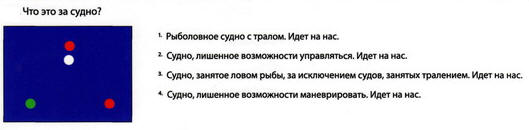 Что это за судно?
1. Рыболовное судно с тралом. Идет на нас.
2. Судно, лишенное возможности управляться. Идет на нас.
3. Судно, занятое ловом рыбы, за исключением судов, занятых тралением. Идет на нас.
4. Судно, лишенное возможности маневрировать. Идет на нас.